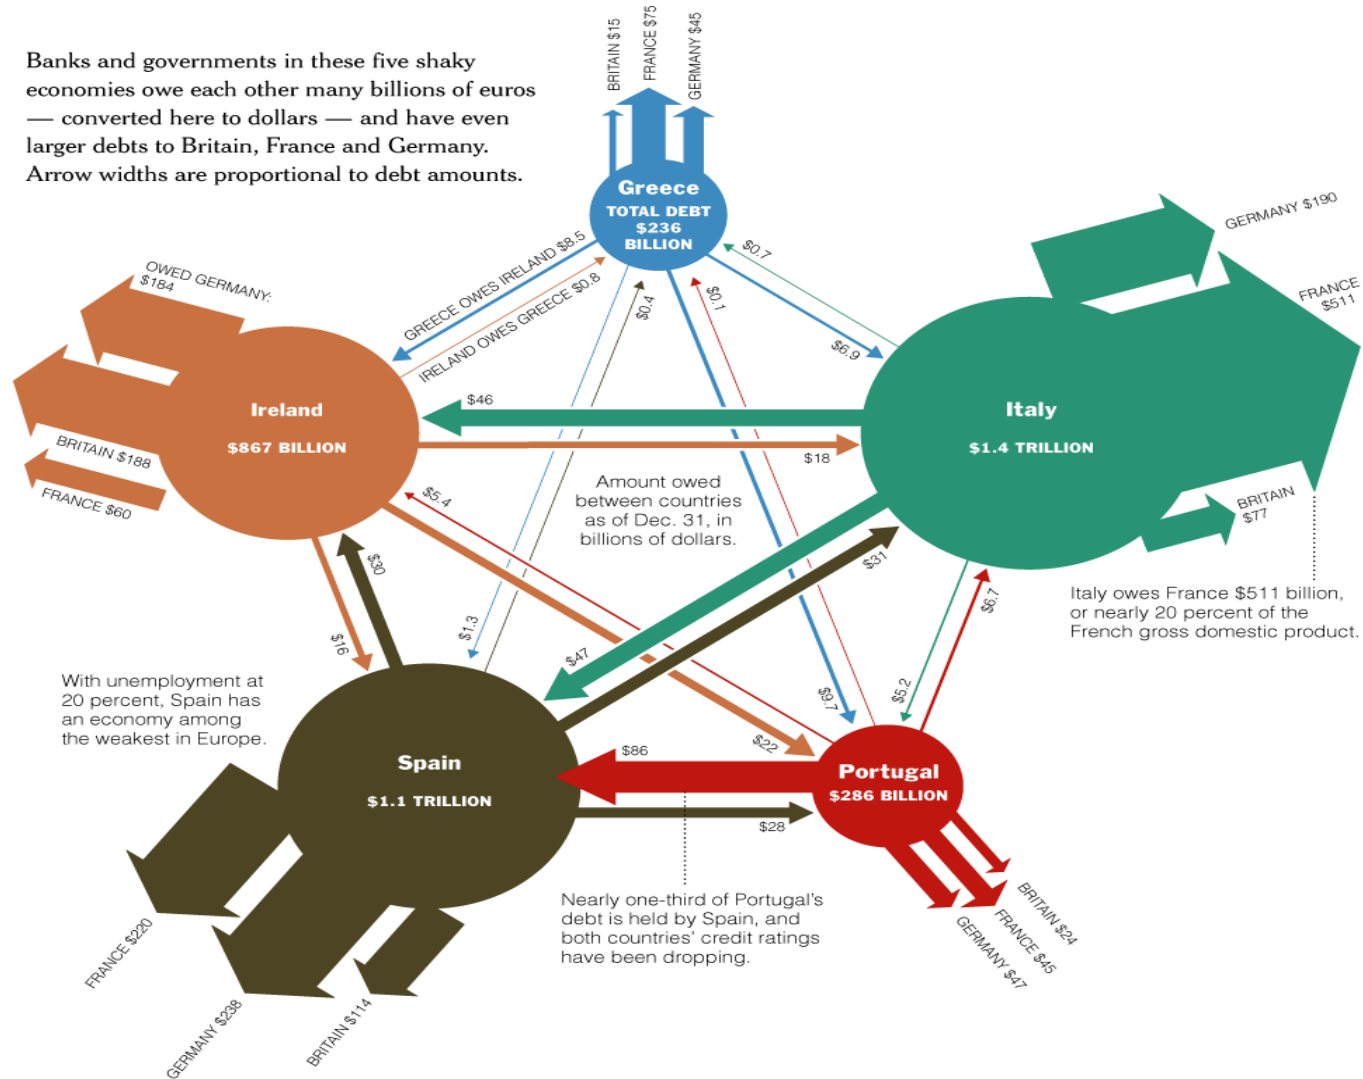 Banks and governments in these five shaky
economies owe each other many billions of euros
— converted here to dollars — and have even
larger debts to Britain, France and Germany.
Arrow widths are proportional to debt amounts.
BRITAIN $15
FRANCE $75
GERMANY $45
Greece
TOTAL DEBT
$236
BILLION
GREECE OWES IRELAND $8.5
IRELAND OWES GREECE $0.8
$0.4
$0.1
$0.7
$6.9
GERMANY $190
FRANCE
$511
OWED GERMANY:
$184
Ireland
$867 BILLION
BRITAIN $188
FRANCE $60
$46
$18
Italy
$1.4 TRILLION
BRITAIN
$77
Amount owed
between countries
as of Dec. 31, in
billions of dollars.
$5.4
$30
$16
$1.3
$47
$31
$6.7
$5.2
$9.7
$22
Italy owes France $511 billion,
or nearly 20 percent of the
French gross domestic product.
With unemployment at
20 percent, Spain has
an economy among
the weakest in Europe.
Spain
$1.1 TRILLION
$86
$28
Portugal
$286 BILLION
Nearly one-third of Portugal’s
debt is held by Spain, and
both countries’ credit ratings
have been dropping.
BRITAIN $24
FRANCE $45
GERMANY $47
FRANCE $220
GERMANY $238
BRITAIN $114